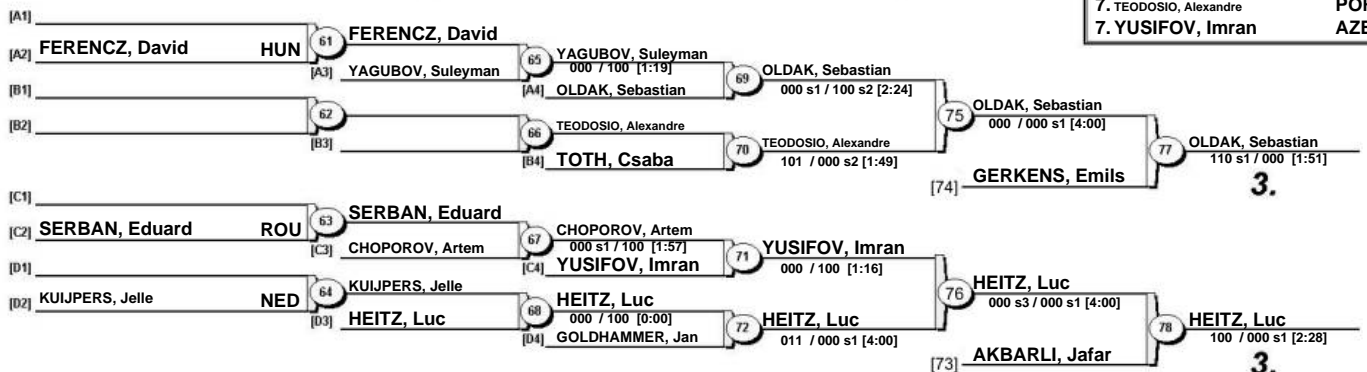 7. TEODOSIO, Alexandre
7. YUSIFOV, Imran
[A1]
[A2] FERENCZ, David HUN
61
FERENCZ, David
[A3] YAGUBOV, Suleyman
65
YAGUBOV, Suleyman
000 / 100 [1:19]
[A4] OLDAK, Sebastian
69
OLDAK, Sebastian
000 s1 / 100 s2 [2:24]
[B1]
[B2]
62
[B3]
66
TEODOSIO, Alexandre
[B4] TOTH, Csaba
70
TEODOSIO, Alexandre
101 / 000 s2 [1:49]
75
OLDAK, Sebastian
000 / 000 s1 [4:00]
[74] GERKENS, Emils
77
OLDAK, Sebastian
110 s1 / 000 [1:51]
3.
[C1]
[C2] SERBAN, Eduard ROU
63
SERBAN, Eduard
[C3] CHOPOROV, Artem
67
CHOPOROV, Artem
000 s1 / 100 [1:57]
[C4] YUSIFOV, Imran
71
YUSIFOV, Imran
000 / 100 [1:16]
[D1]
[D2] KUIJPERS, Jelle NED
64
KUIJPERS, Jelle
[D3] HEITZ, Luc
68
HEITZ, Luc
000 / 100 [0:00]
[D4] GOLDHAMMER, Jan
72
HEITZ, Luc
011 / 000 s1 [4:00]
76
HEITZ, Luc
000 s3 / 000 s1 [4:00]
[73] AKBARLI, Jafar
78
HEITZ, Luc
100 / 000 s1 [2:28]
3.